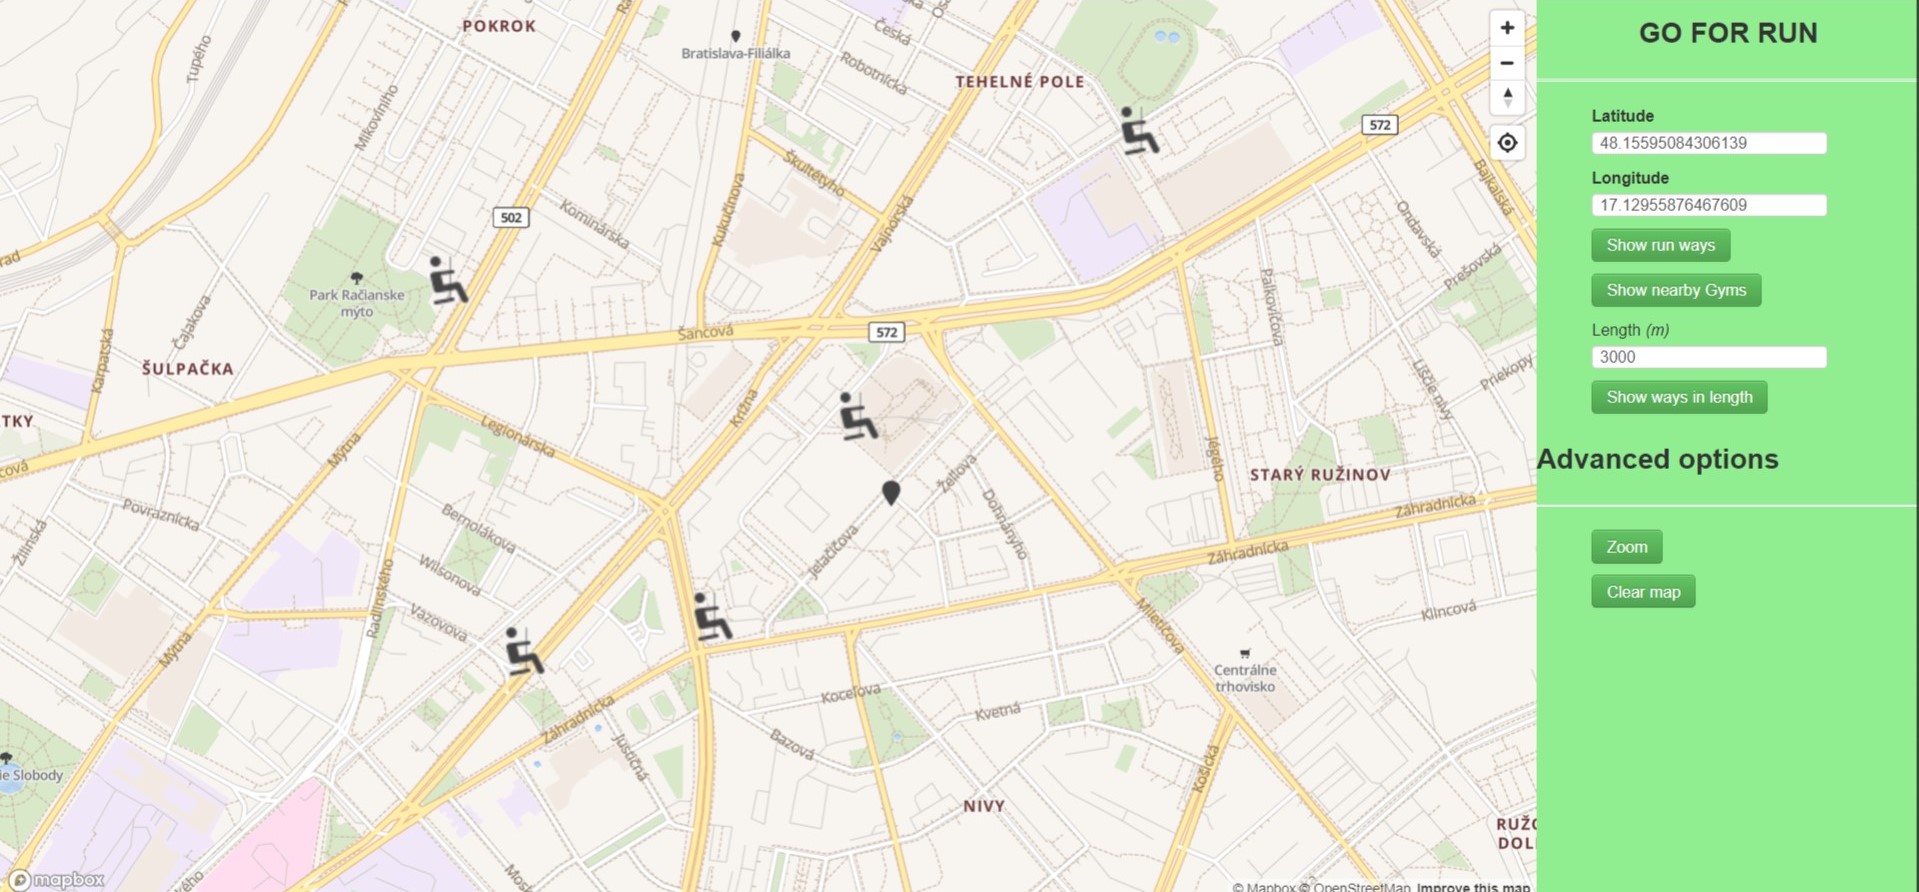 POKROK
Bratislava-Filiálka
Česká
Robotnícka
TEHELNÉ POLE
Tupého
Mikovíniho
Škultétyho
Kukučínova
Vajnorská
502
Kominárska
572
Bajkalská
Ondavská
Prešovská
Park Račianske
mýto
Čajakova
Karpatská
ŠULPAČKA
Šancová
572
Palkovičova
Priekopy
Líščie nivy
TKY
Krížna
Legionárska
Mýtna
Jégého
STARÝ RUŽINOV
Záhradnícka
Žellova
Dohnányho
Povraznícka
Žilinská
Bernolákova
Jelačičova
Záhradnícka
Wilsonova
Radlinského
Vazovova
Miletičova
Klincová
Mýtna
Centrálne
trhovisko
Koceľova
Kvetná
Záhradnícka
Justičná
Bazová
Košická
ie Slobody
NIVY
RUŽO
DOL
mapbox
© Mapbox © OpenStreetMap Improve this map
GO FOR RUN
Latitude
48.15595084306139
Longitude
17.12955876467609
Show run ways
Show nearby Gyms
Length (m)
3000
Show ways in length
Advanced options
Zoom
Clear map